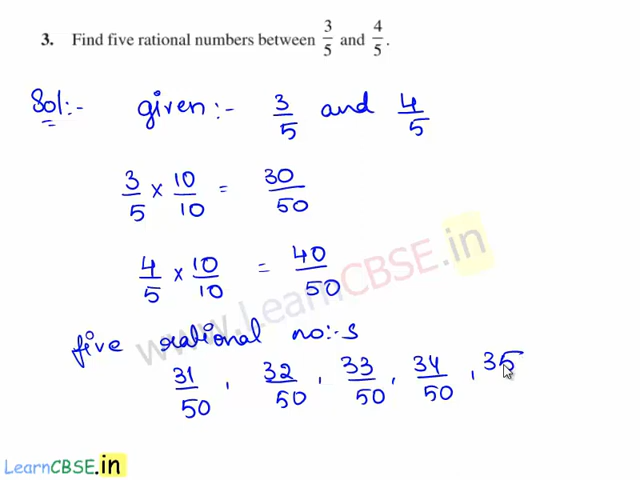 3. Find five rational numbers between 3/5 and 4/5.
Sol:- given:- 3/5 and 4/5
3/5 × 10/10 = 30/50
4/5 × 10/10 = 40/50
www.LearnCBSE.in
five rational no:-s
31/50, 32/50, 33/50, 34/50, 35
LearnCBSE.in